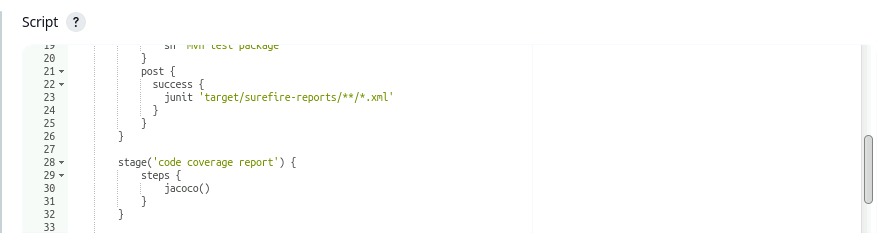 Script ?
19 sh 'mvn test package'
20 }
21 post {
22 success {
23 junit 'target/surefire-reports/**/*.xml'
24 }
25 }
26 }
27
28 stage('code coverage report') {
29 steps {
30 jacoco()
31 }
32 }
33